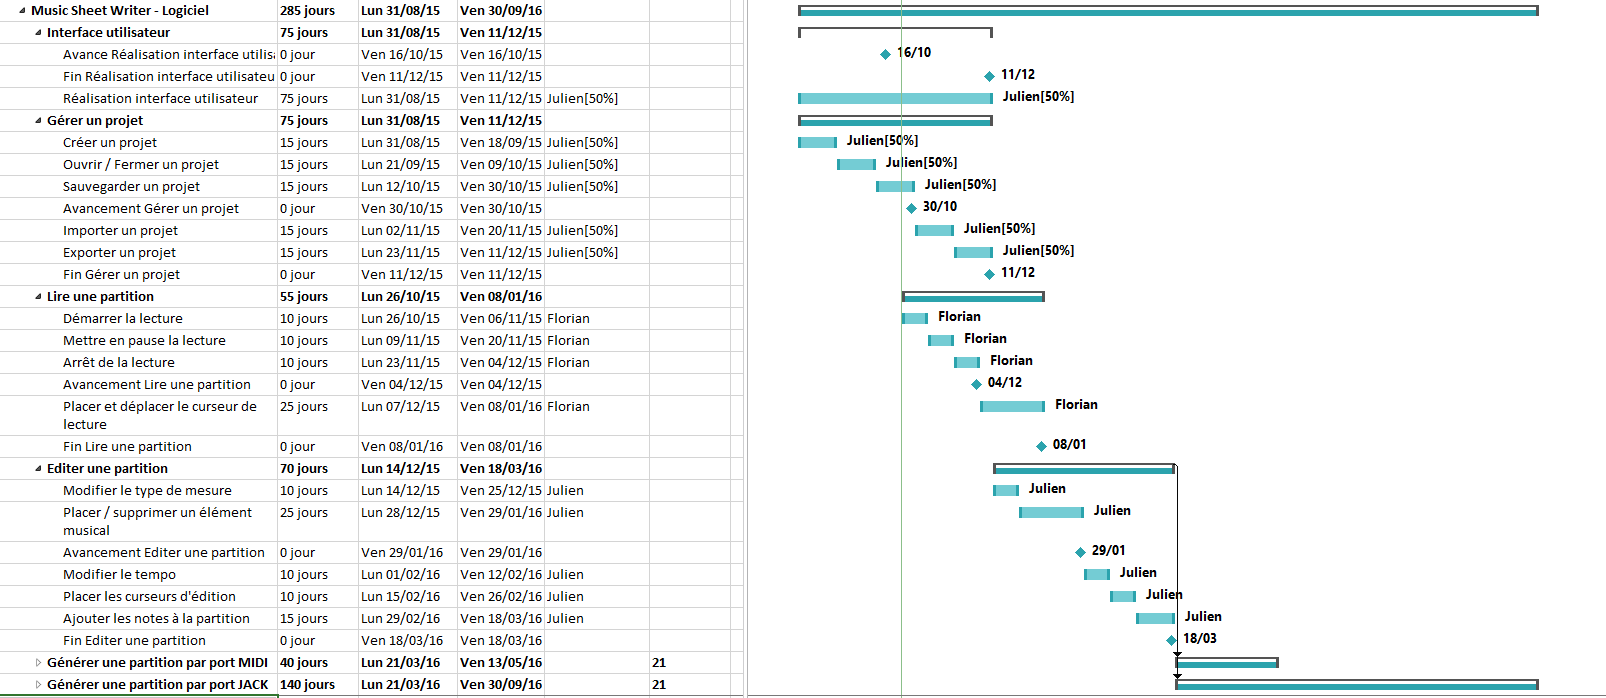 Music Sheet Writer - Logiciel 285 jours Lun 31/08/15 Ven 30/09/16
Interface utilisateur 75 jours Lun 31/08/15 Ven 11/12/15
Avance Réalisation interface utilis 0 jour Ven 16/10/15 Ven 16/10/15 16/10
Fin Réalisation interface utilisateu 0 jour Ven 11/12/15 Ven 11/12/15 11/12
Réalisation interface utilisateur 75 jours Lun 31/08/15 Ven 11/12/15 Julien[50%] Julien[50%]
Gérer un projet 75 jours Lun 31/08/15 Ven 11/12/15
Créer un projet 15 jours Lun 31/08/15 Ven 18/09/15 Julien[50%] Julien[50%]
Ouvrir / Fermer un projet 15 jours Lun 21/09/15 Ven 09/10/15 Julien[50%] Julien[50%]
Sauvegarder un projet 15 jours Lun 12/10/15 Ven 30/10/15 Julien[50%] Julien[50%]
Avancement Gérer un projet 0 jour Ven 30/10/15 Ven 30/10/15 30/10
Importer un projet 15 jours Lun 02/11/15 Ven 20/11/15 Julien[50%] Julien[50%]
Exporter un projet 15 jours Lun 23/11/15 Ven 11/12/15 Julien[50%] Julien[50%]
Fin Gérer un projet 0 jour Ven 11/12/15 Ven 11/12/15 11/12
Lire une partition 55 jours Lun 26/10/15 Ven 08/01/16
Démarrer la lecture 10 jours Lun 26/10/15 Ven 06/11/15 Florian Florian
Mettre en pause la lecture 10 jours Lun 09/11/15 Ven 20/11/15 Florian Florian
Arrêt de la lecture 10 jours Lun 23/11/15 Ven 04/12/15 Florian Florian
Avancement Lire une partition 0 jour Ven 04/12/15 Ven 04/12/15 04/12
Placer et déplacer le curseur de 25 jours Lun 07/12/15 Ven 08/01/16 Florian Florian
lecture
Fin Lire une partition 0 jour Ven 08/01/16 Ven 08/01/16 08/01
Editer une partition 70 jours Lun 14/12/15 Ven 18/03/16
Modifier le type de mesure 10 jours Lun 14/12/15 Ven 25/12/15 Julien Julien
Placer / supprimer un élément 25 jours Lun 28/12/15 Ven 29/01/16 Julien Julien
musical
Avancement Editer une partition 0 jour Ven 29/01/16 Ven 29/01/16 29/01
Modifier le tempo 10 jours Lun 01/02/16 Ven 12/02/16 Julien Julien
Placer les curseurs d'édition 10 jours Lun 15/02/16 Ven 26/02/16 Julien Julien
Ajouter les notes à la partition 15 jours Lun 29/02/16 Ven 18/03/16 Julien Julien
Fin Editer une partition 0 jour Ven 18/03/16 Ven 18/03/16 18/03
Générer une partition par port MIDI 40 jours Lun 21/03/16 Ven 13/05/16 21
Générer une partition par port JACK 140 jours Lun 21/03/16 Ven 30/09/16 21